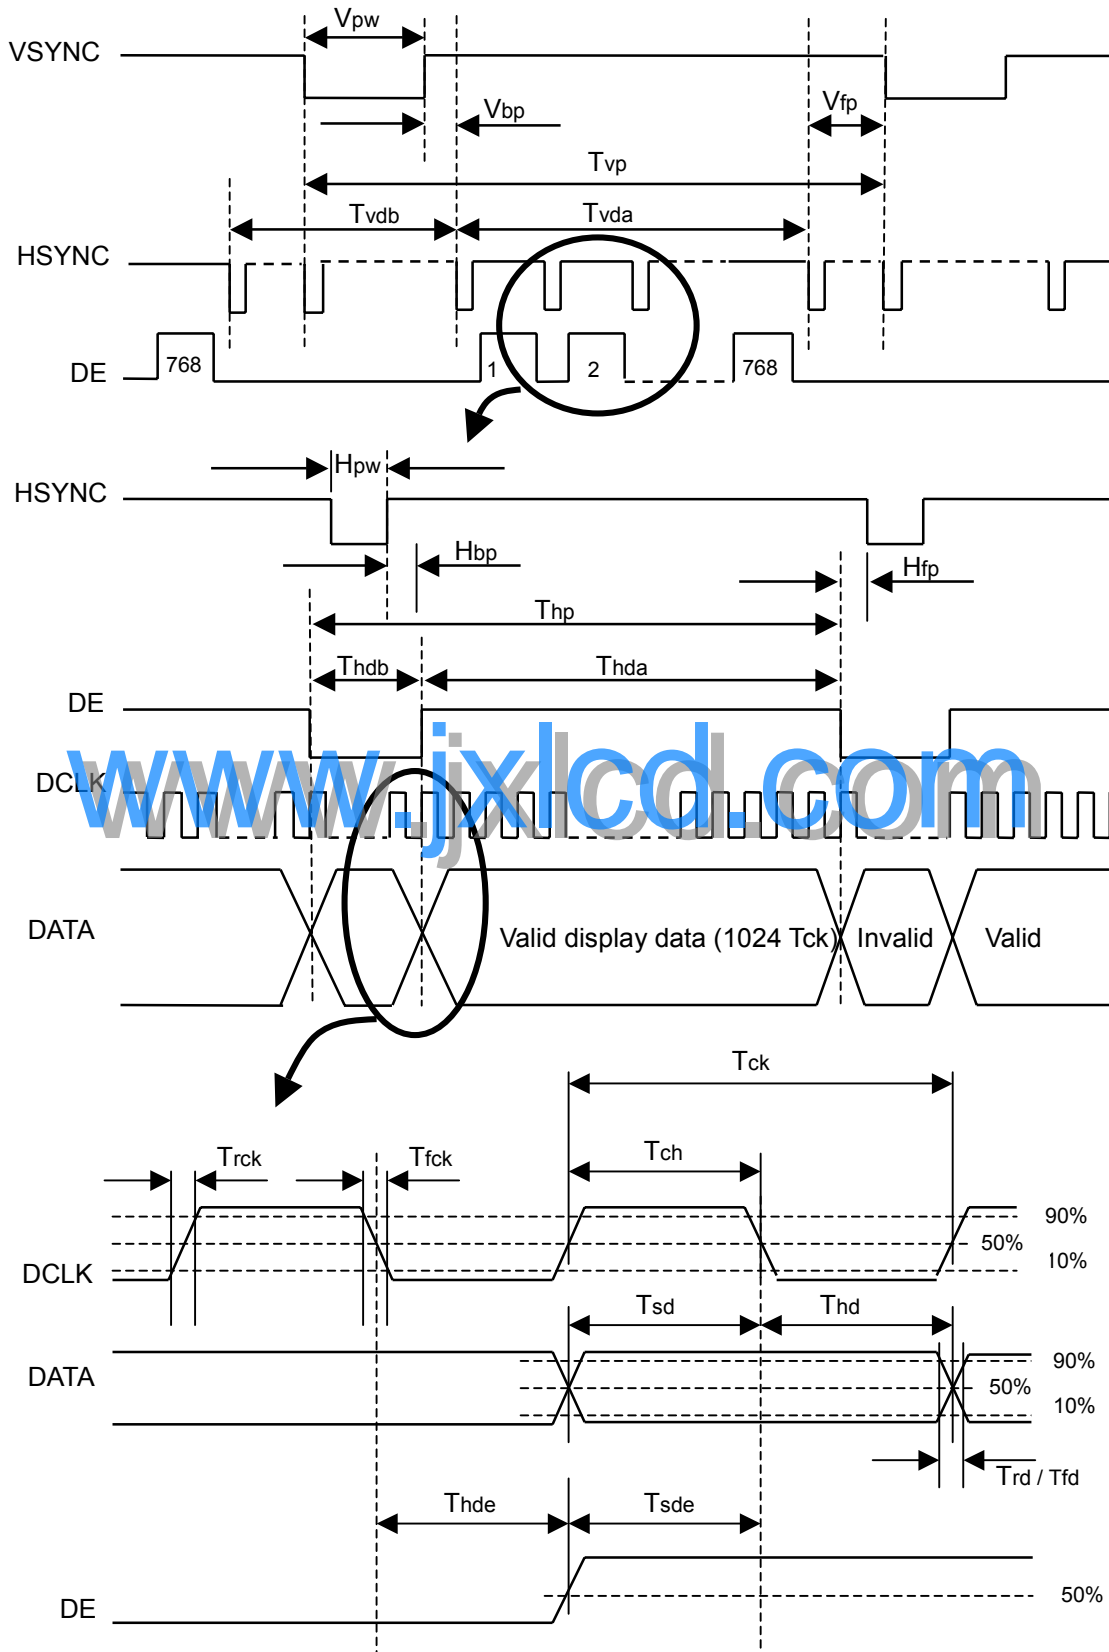 Vpw
VSYNC
Vbp
Vfp
Tvp
Tvdb
Tvda
HSYNC
768
1
2
768
DE
Hpw
HSYNC
Hbp
Hfp
Thp
Thdb
Thda
DE
www.jxlcd.com
DCLK
DATA
Valid display data (1024 Tck)
Invalid
Valid
Tck
Trck
Tfck
Tch
90%
50%
10%
DCLK
Tsd
Thd
DATA
90%
50%
10%
Trd / Tfd
Thde
Tsde
DE
50%